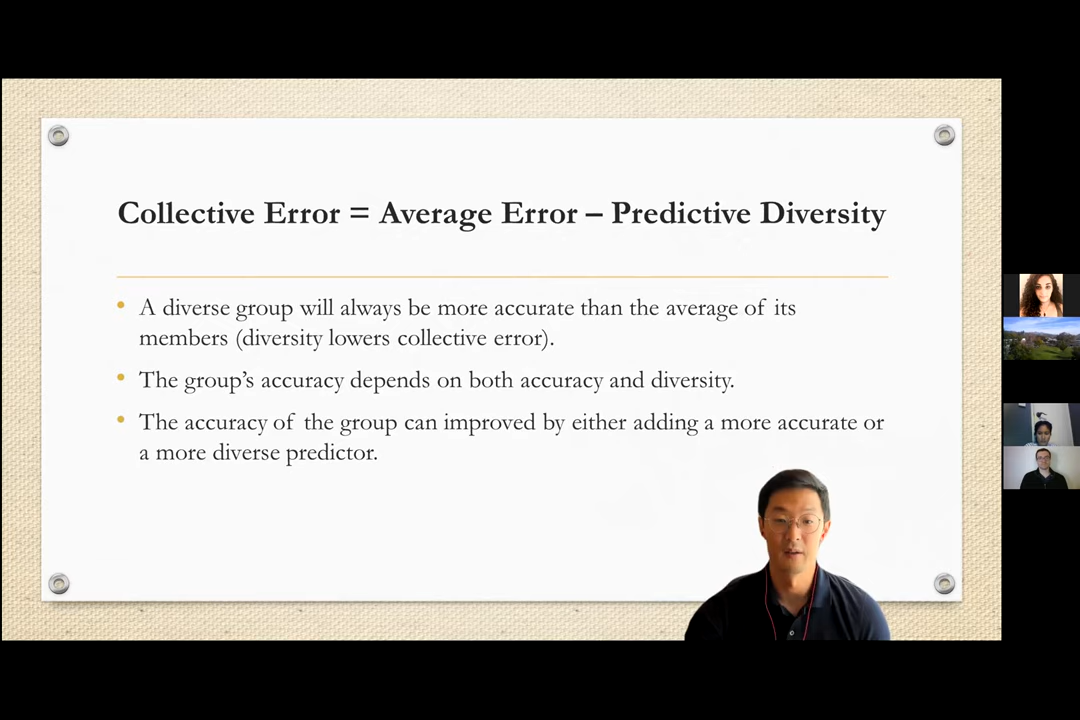 Collective Error = Average Error – Predictive Diversity
• A diverse group will always be more accurate than the average of its
members (diversity lowers collective error).
• The group's accuracy depends on both accuracy and diversity.
• The accuracy of the group can improved by either adding a more accurate or
a more diverse predictor.